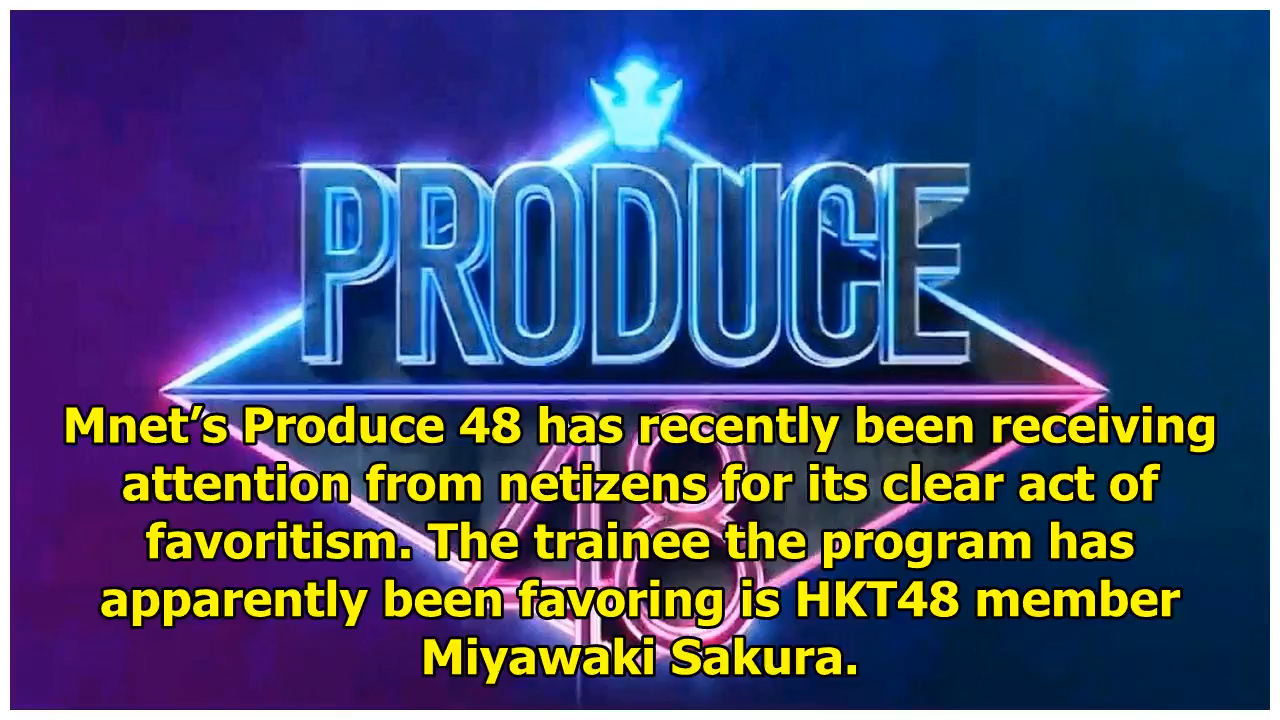 PRODUCE
48
Mnet’s Produce 48 has recently been receiving
attention from netizens for its clear act of
favoritism. The trainee the program has
apparently been favoring is HKT48 member
Miyawaki Sakura.